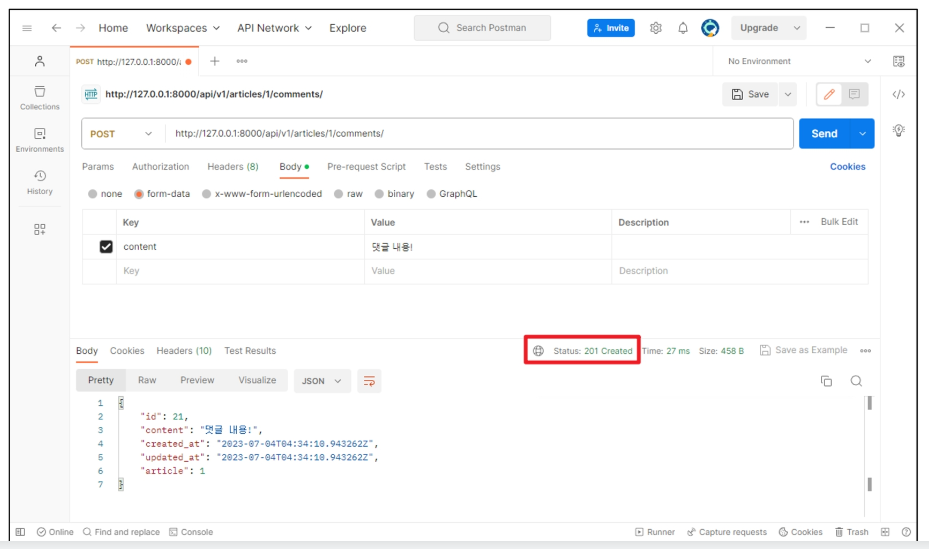 Home Workspaces API Network Explore Search Postman Invite Upgrade
POST http://127.0.0.1:8000/a No Environment
Collections
Environments
History
HTTP http://127.0.0.1:8000/api/v1/articles/1/comments/ Save
POST http://127.0.0.1:8000/api/v1/articles/1/comments/ Send
Params Authorization Headers (8) Body Pre-request Script Tests Settings Cookies
none form-data x-www-form-urlencoded raw binary GraphQL
Key Value Description Bulk Edit
content 댓글 내용!
Key Value Description
Body Cookies Headers (10) Test Results Status: 201 Created Time: 27 ms Size: 458 B Save as Example
Pretty Raw Preview Visualize JSON
1 {
2 "id": 21,
3 "content": "댓글 내용!",
4 "created_at": "2023-07-04T04:34:10.943262Z",
5 "updated_at": "2023-07-04T04:34:10.943262Z",
6 "article": 1
7 }
Online Find and replace Console Runner Capture requests Cookies Trash